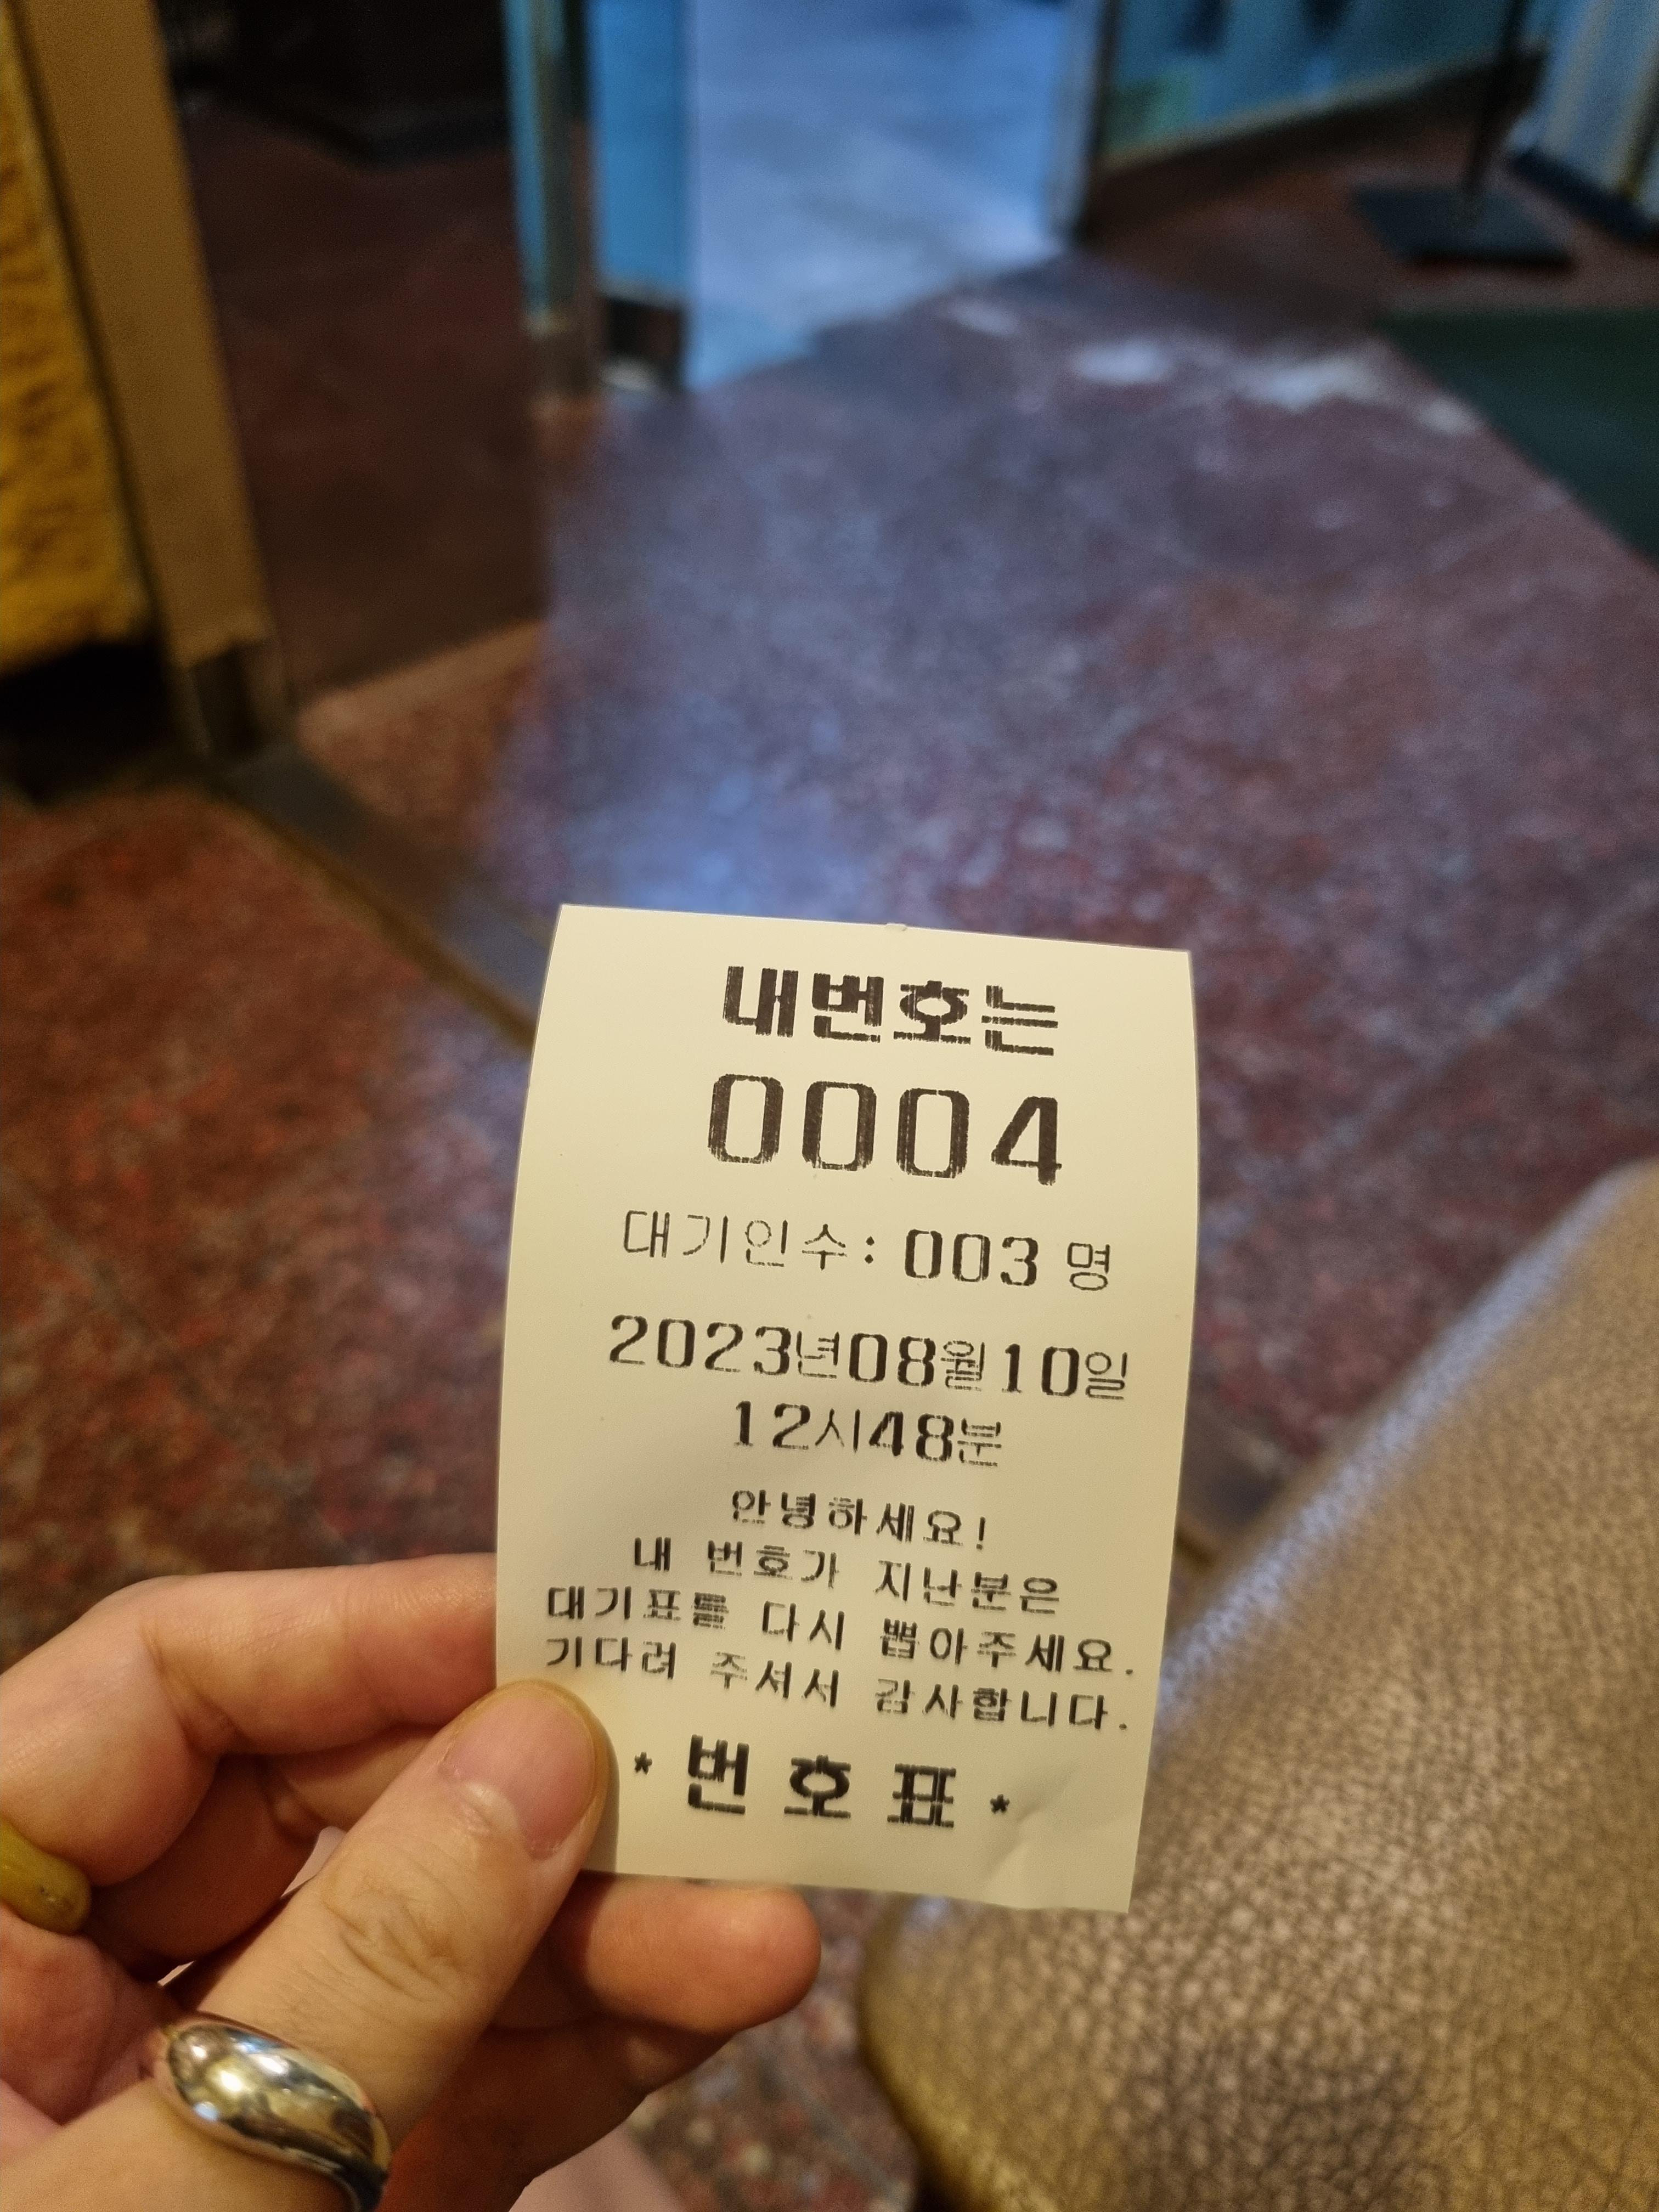 내번호는
0004
대기인수: 003 명
2023년08월10일
12시48분
안녕하세요!
내 번호가 지난분은
대기표를 다시 뽑아주세요.
기다려 주셔서 감사합니다.
* 번 호 표 *